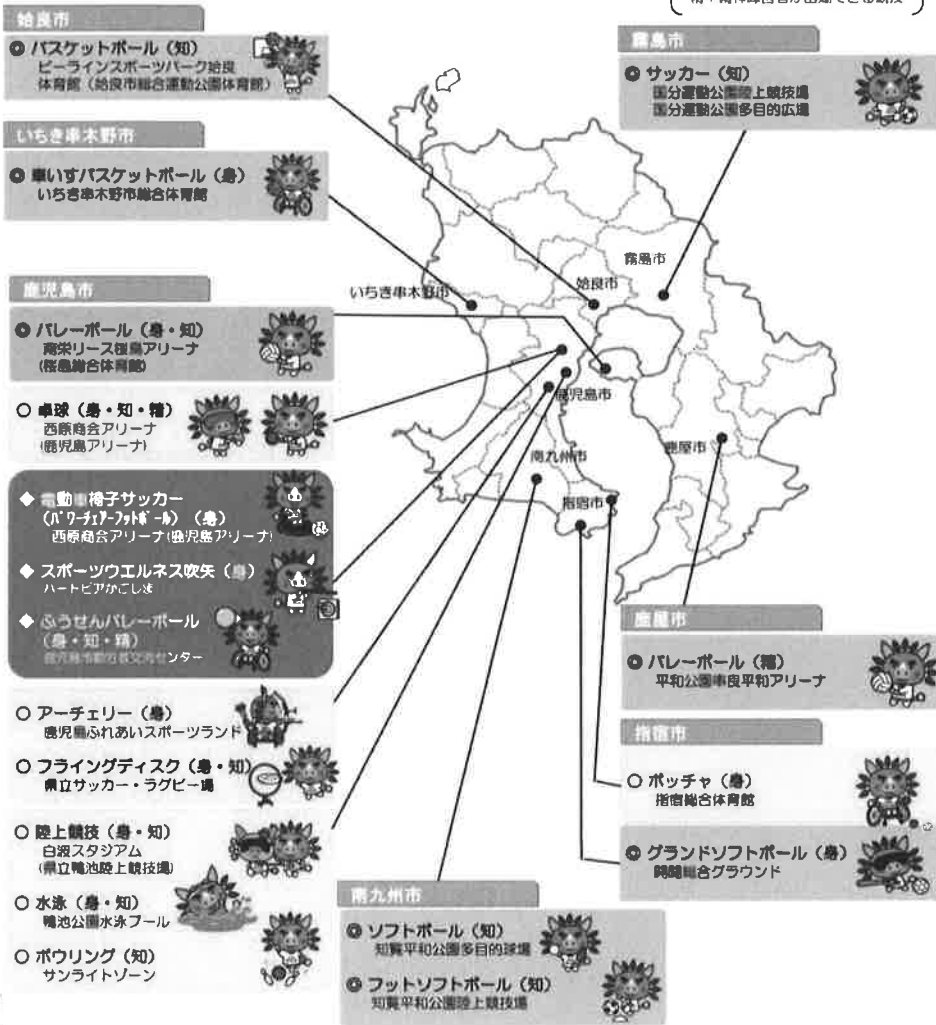 姶良市
◎ バスケットボール（知）
ビーラインスポーツパーク姶良
体育館（姶良市総合運動公園体育館）
いちき串木野市
◎ 車いすバスケットボール（身）
いちき串木野市総合体育館
霧島市
◎ サッカー（知）
国分運動公園陸上競技場
国分運動公園多目的広場
鹿児島市
◎ バレーボール（身・知）
南栄リース桜島アリーナ
(桜島総合体育館)
○ 卓球（身・知・精）
西原商会アリーナ
(鹿児島アリーナ)
◆ 電動車椅子サッカー
(パワーチェアーフットボール)（身）
西原商会アリーナ(鹿児島アリーナ)
◆ スポーツウエルネス吹矢（身）
ハートピアかごしま
◆ ふうせんバレーボール
（身・知・精）
センター
○ アーチェリー（身）
鹿児島ふれあいスポーツランド
○ フライングディスク（身・知）
県立サッカー・ラグビー場
○ 陸上競技（身・知）
白波スタジアム
(県立鴨池陸上競技場)
○ 水泳（身・知）
鴨池公園水泳プール
○ ボウリング（知）
サンライトゾーン
霧島市
姶良市
いちき串木野市
鹿児島市
鹿屋市
南九州市
指宿市
鹿屋市
◎ バレーボール（精）
平和公園串良平和アリーナ
指宿市
○ ボッチャ（身）
指宿総合体育館
◎ グランドソフトボール（身）
開聞総合グラウンド
南九州市
◎ ソフトボール（知）
知覧平和公園多目的球場
◎ フットソフトボール（知）
知覧平和公園陸上競技場